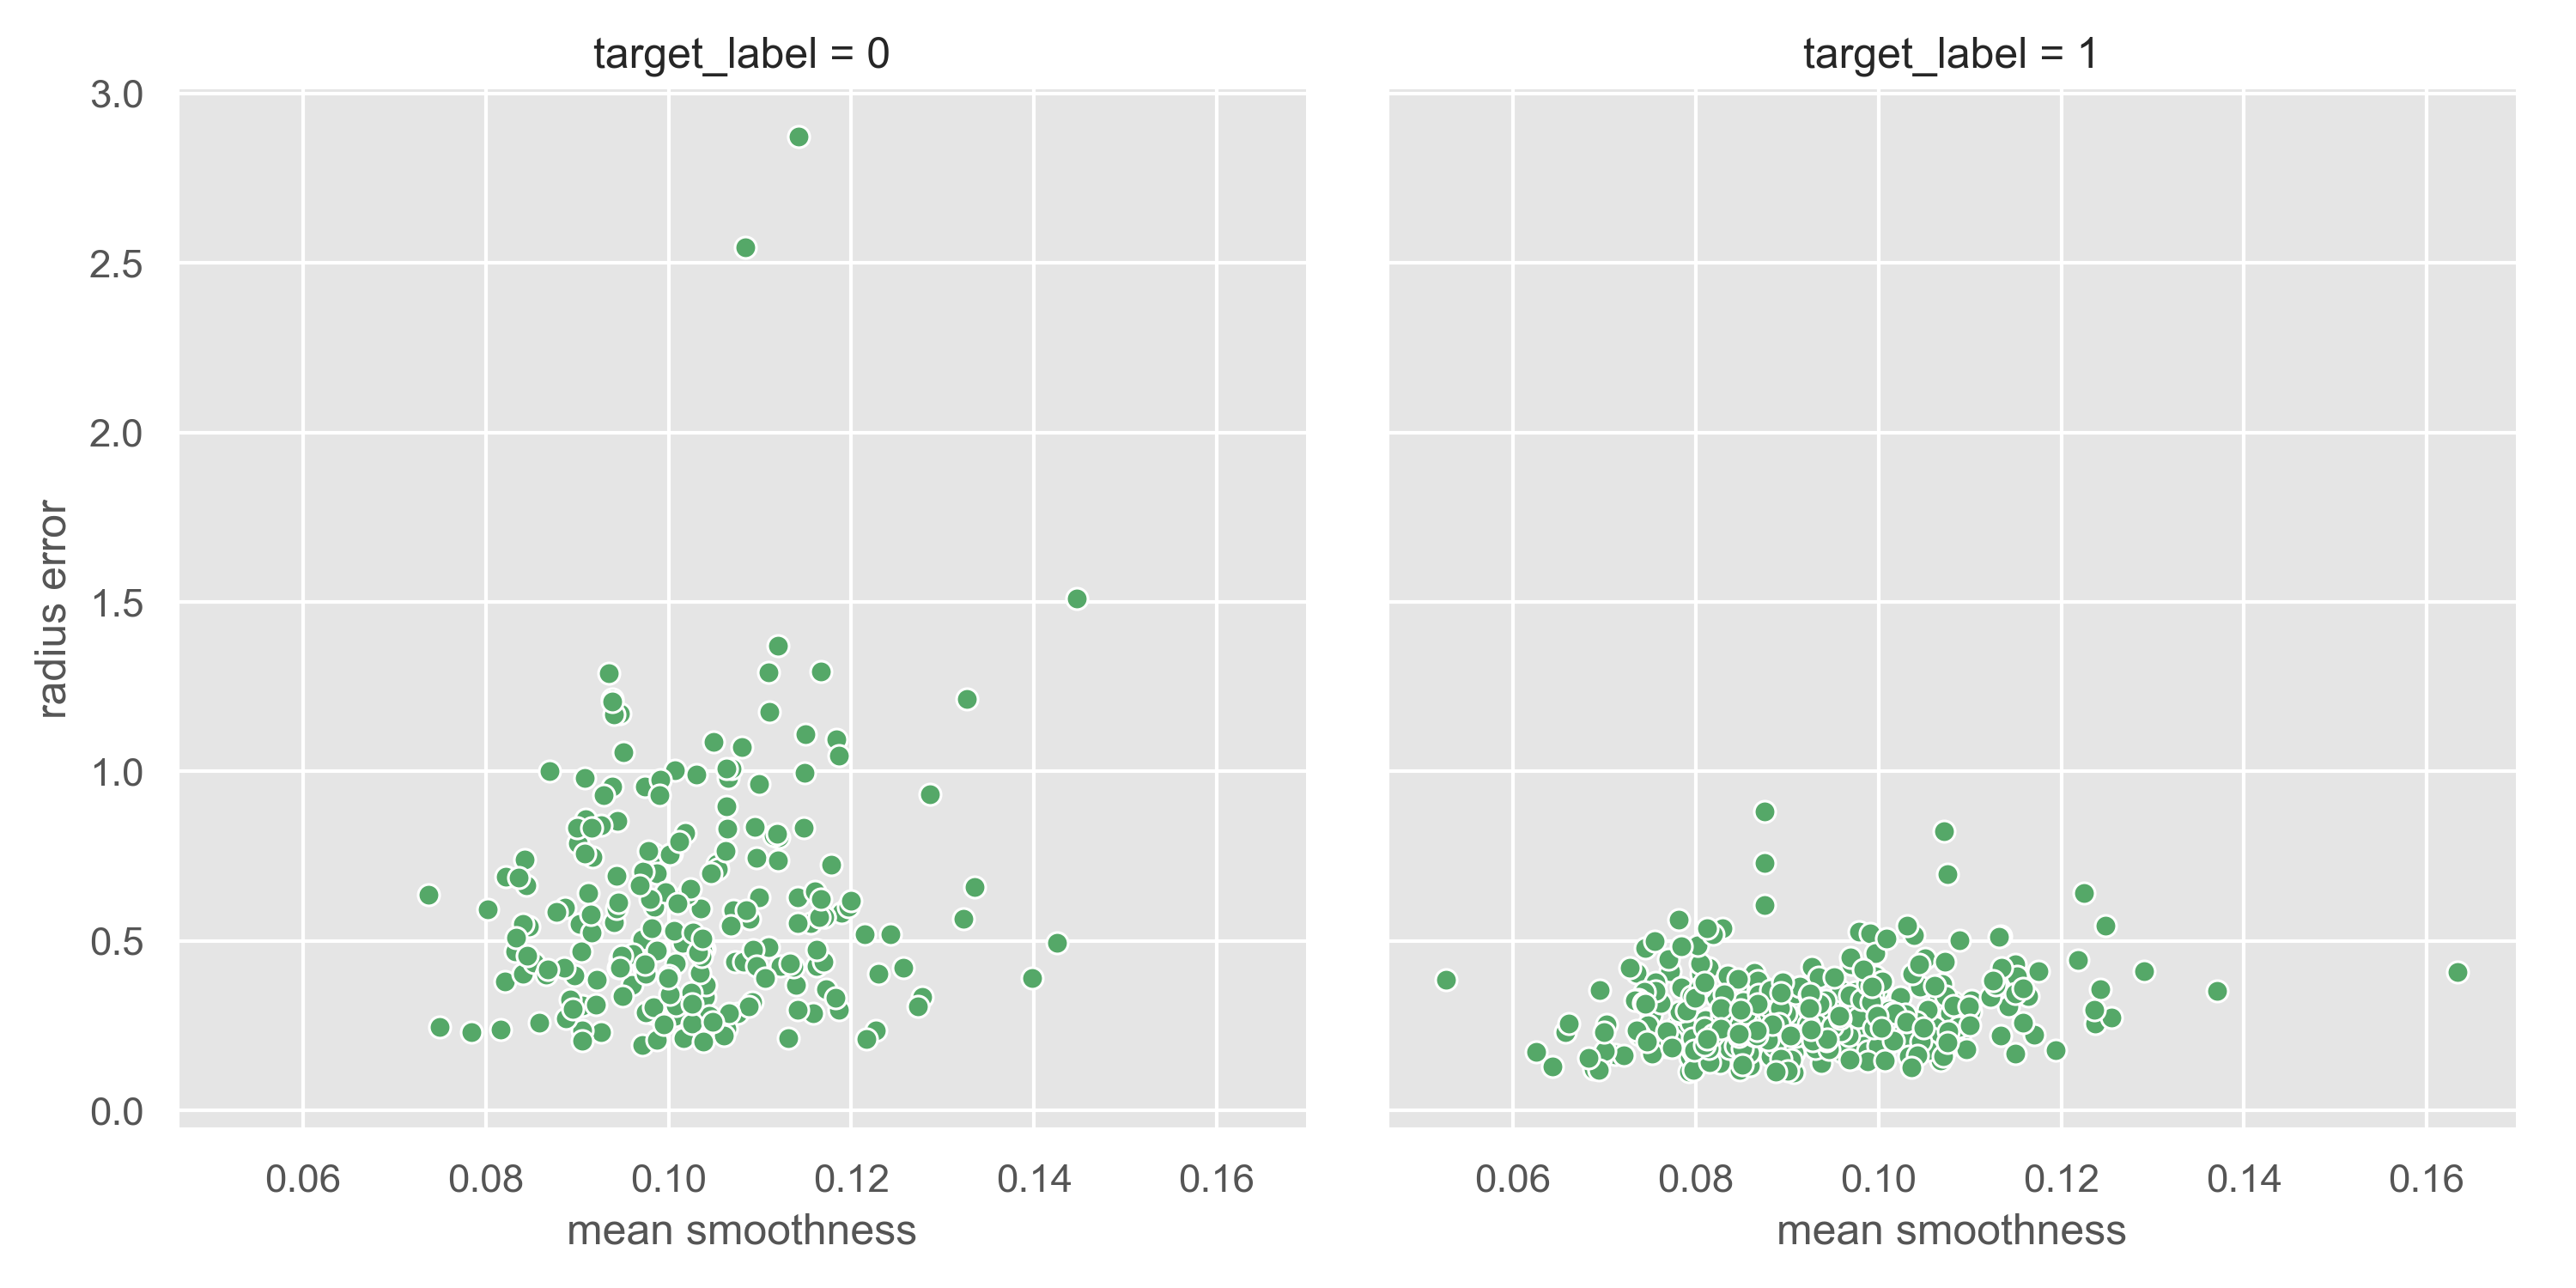 target_label = 0
target_label = 1
3.0
2.5
2.0
1.5
1.0
0.5
0.0
radius error
0.06 0.08 0.10 0.12 0.14 0.16
0.06 0.08 0.10 0.12 0.14 0.16
mean smoothness
mean smoothness